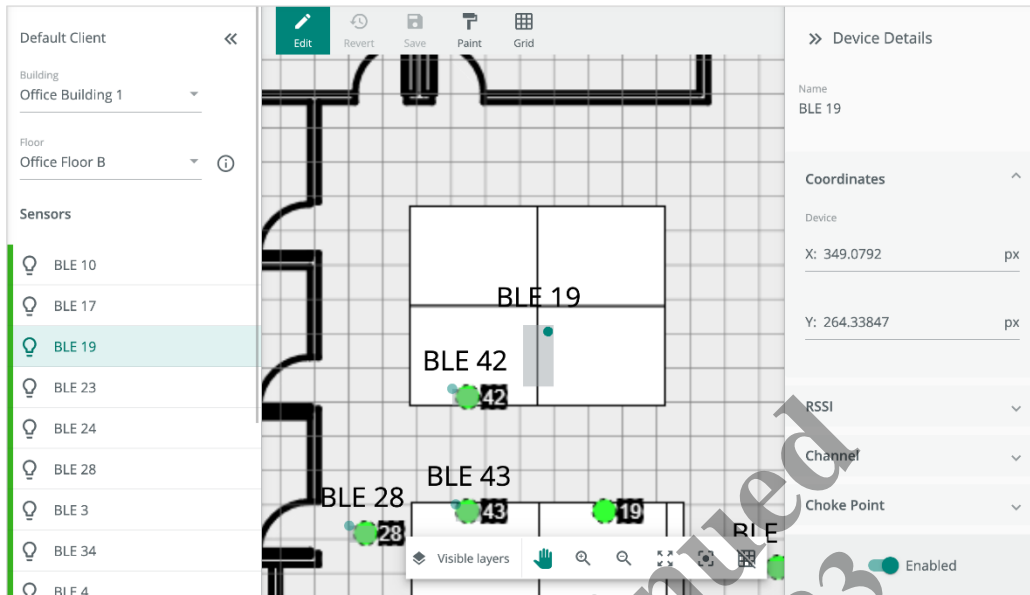 Default Client
Building
Office Building 1
Floor
Office Floor B
Sensors
BLE 10
BLE 17
BLE 19
BLE 23
BLE 24
BLE 28
BLE 3
BLE 34
BLE 4
Edit
Revert
Save
Paint
Grid
BLE 19
BLE 42
42
BLE 43
BLE 28
43
19
28
BLE
Visible layers
Device Details
Name
BLE 19
Coordinates
Device
X: 349.0792 px
Y: 264.33847 px
RSSI
Channel
Choke Point
Enabled